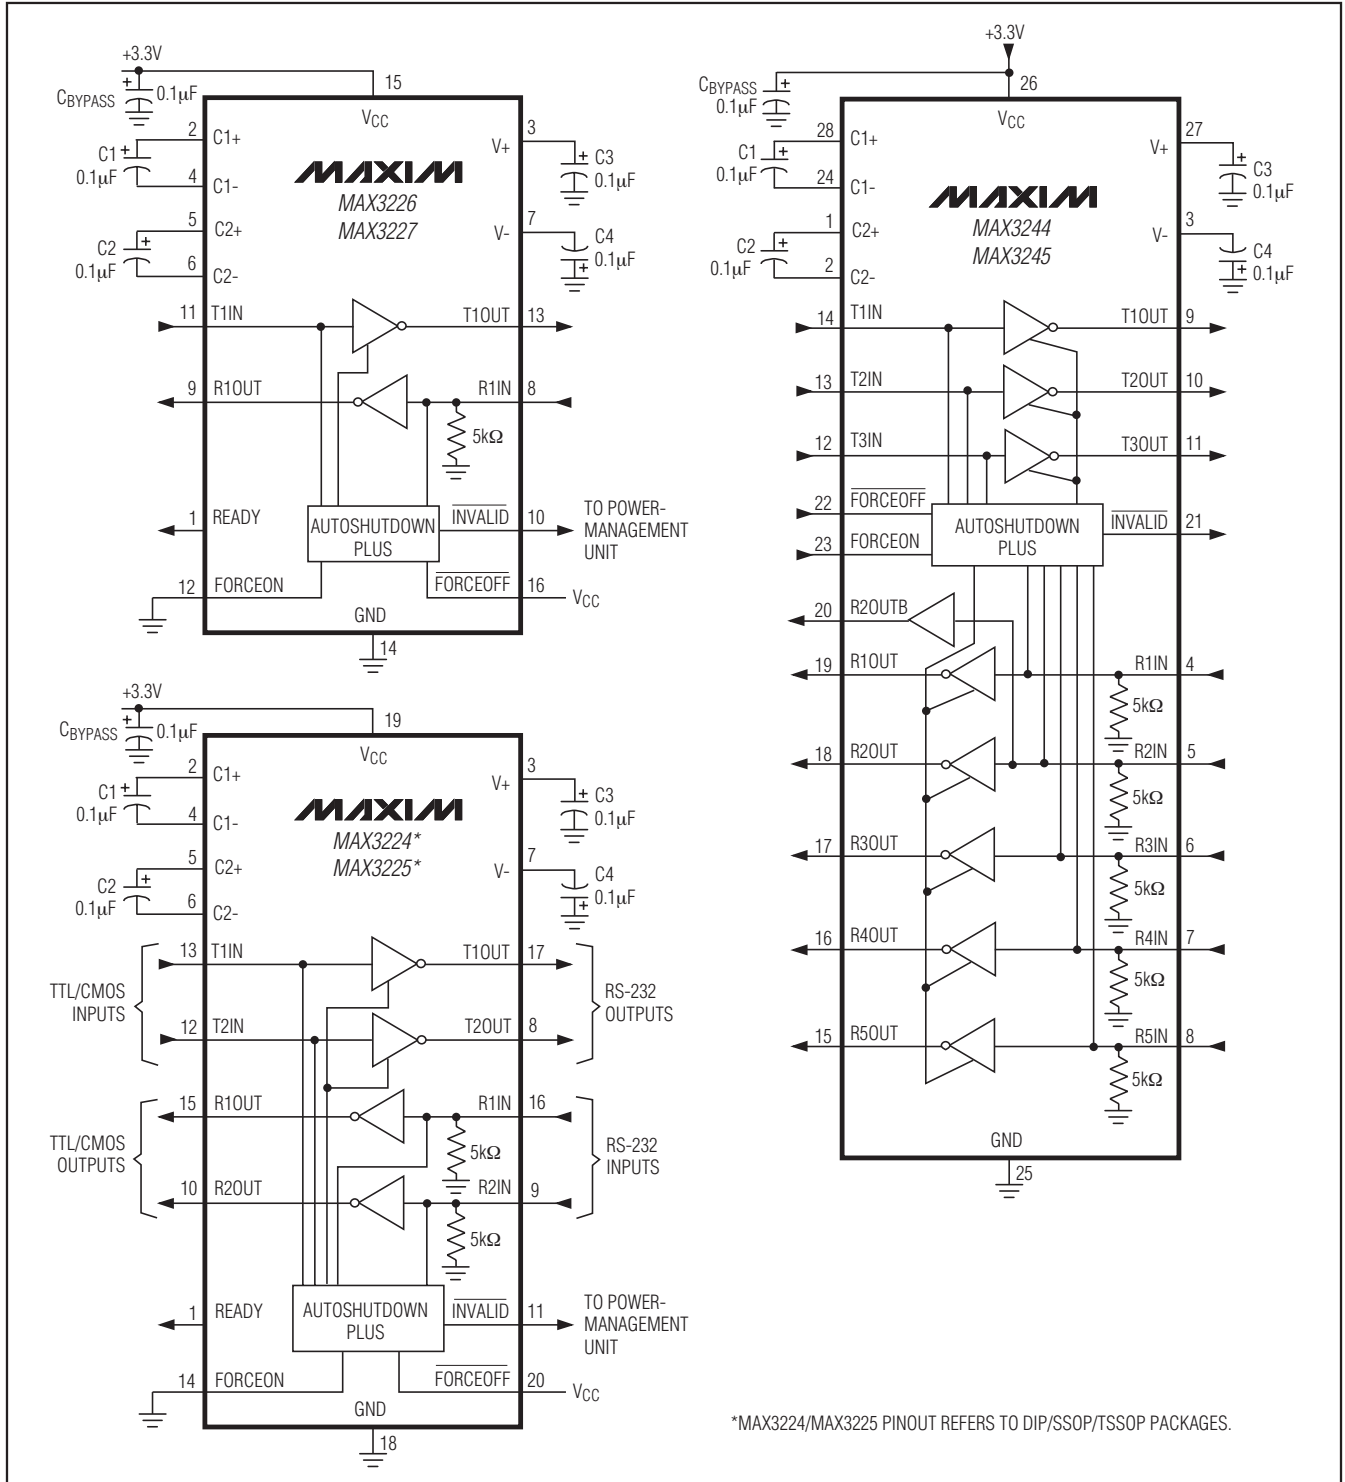 +3.3V
CBYPASS
+
0.1µF
15
VCC
2
C1+
C1
+
0.1µF
4
C1-
5
C2+
C2
+
0.1µF
6
C2-
MAXIM
MAX3226
MAX3227
3
V+
+
C3
0.1µF
7
V-
C4
+
0.1µF
11
T1IN
T1OUT
13
9
R1OUT
R1IN
8
5kΩ
1
READY
AUTOSHUTDOWN
PLUS
INVALID
10
TO POWER-
MANAGEMENT
UNIT
12
FORCEON
FORCEOFF
16
VCC
GND
14
+3.3V
CBYPASS
+
0.1µF
19
VCC
2
C1+
C1
+
0.1µF
4
C1-
5
C2+
C2
+
0.1µF
6
C2-
MAXIM
MAX3224*
MAX3225*
3
V+
+
C3
0.1µF
7
V-
C4
+
0.1µF
TTL/CMOS
INPUTS
13
T1IN
T1OUT
17
12
T2IN
T2OUT
8
RS-232
OUTPUTS
TTL/CMOS
OUTPUTS
15
R1OUT
R1IN
16
5kΩ
10
R2OUT
R2IN
9
5kΩ
RS-232
INPUTS
1
READY
AUTOSHUTDOWN
PLUS
INVALID
11
TO POWER-
MANAGEMENT
UNIT
14
FORCEON
FORCEOFF
20
VCC
GND
18
+3.3V
CBYPASS
+
0.1µF
26
VCC
28
C1+
C1
+
0.1µF
24
C1-
1
C2+
C2
+
0.1µF
2
C2-
MAXIM
MAX3244
MAX3245
27
V+
+
C3
0.1µF
3
V-
C4
+
0.1µF
14
T1IN
T1OUT
9
13
T2IN
T2OUT
10
12
T3IN
T3OUT
11
22
FORCEOFF
23
FORCEON
AUTOSHUTDOWN
PLUS
INVALID
21
20
R2OUTB
19
R1OUT
R1IN
4
5kΩ
18
R2OUT
R2IN
5
5kΩ
17
R3OUT
R3IN
6
5kΩ
16
R4OUT
R4IN
7
5kΩ
15
R5OUT
R5IN
8
5kΩ
GND
25
*MAX3224/MAX3225 PINOUT REFERS TO DIP/SSOP/TSSOP PACKAGES.